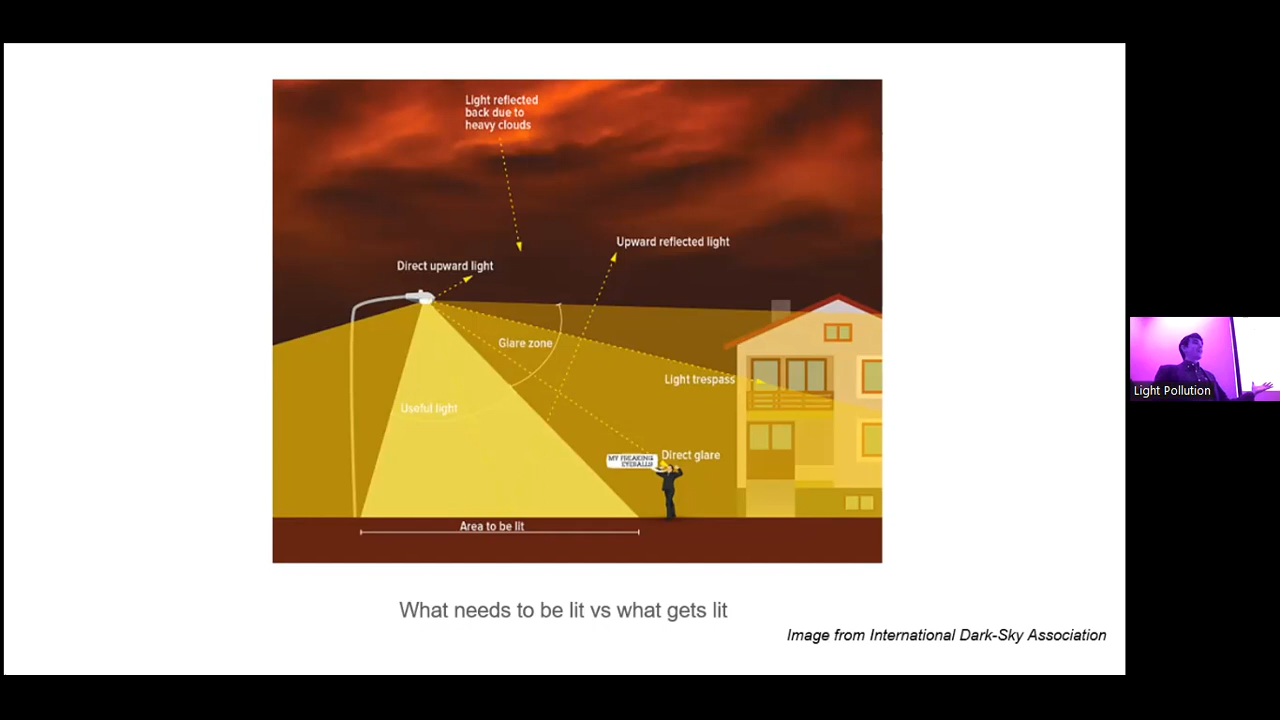 Light reflected
back due to
heavy clouds
Upward reflected light
Direct upward light
Glare zone
Light trespass
Useful light
Direct glare
MY FREAKING
EYEBALLS
Area to be lit
What needs to be lit vs what gets lit
Image from International Dark-Sky Association
Light Pollution